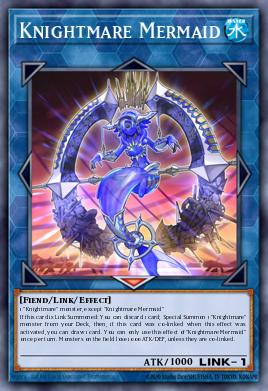 KNIGHTMARE MERMAID
WATER
水
[FIEND/LINK/EFFECT]
1 "Knightmare" monster, except "Knightmare Mermaid"
If this card is Link Summoned: You can discard 1 card; Special Summon 1 "Knightmare"
monster from your Deck, then, if this card was co-linked when this effect was
activated, you can draw 1 card. You can only use this effect of "Knightmare Mermaid"
once per turn. Monsters on the field lose 1000 ATK/DEF, unless they are co-linked.
ATK/1000 LINK-1